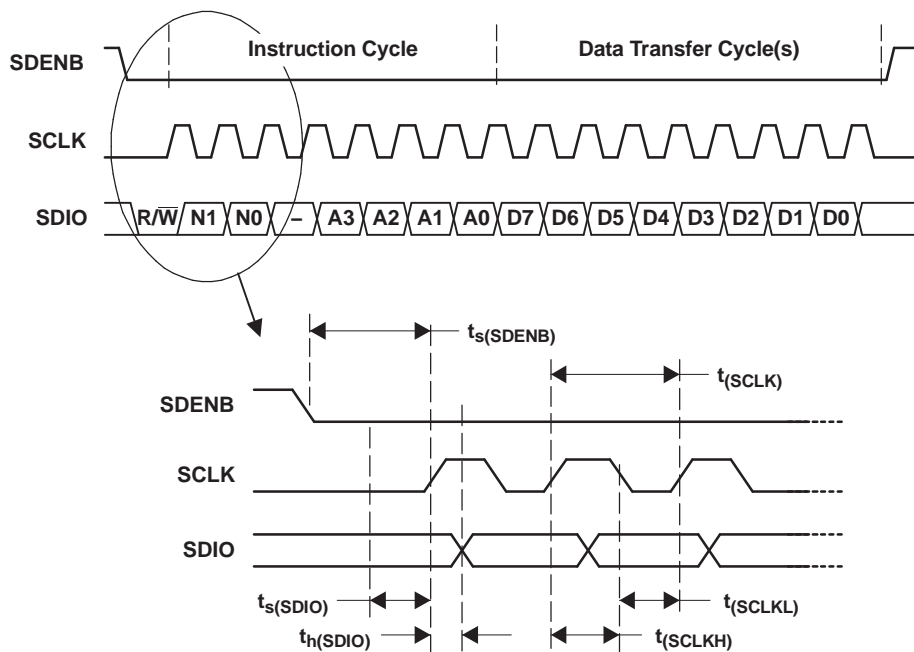 Instruction Cycle Data Transfer Cycle(s)
SDENB
SCLK
SDIO R/W̅ N1 N0 – A3 A2 A1 A0 D7 D6 D5 D4 D3 D2 D1 D0
ts(SDENB)
t(SCLK)
SDENB
SCLK
SDIO
ts(SDIO) t(SCLKL)
th(SDIO) t(SCLKH)